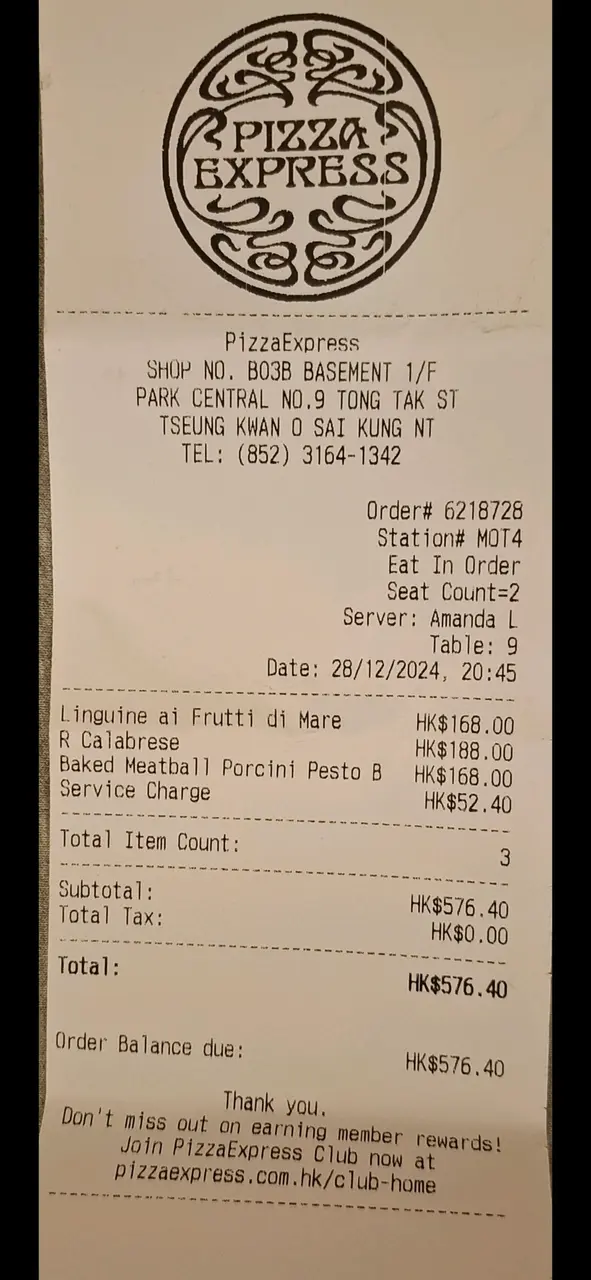 PIZZA
EXPRESS
PizzaExpress
SHOP NO. B03B BASEMENT 1/F
PARK CENTRAL NO.9 TONG TAK ST
TSEUNG KWAN O SAI KUNG NT
TEL: (852) 3164-1342
Order# 6218728
Station# MOT4
Eat In Order
Seat Count=2
Server: Amanda L
Table: 9
Date: 28/12/2024, 20:45
Linguine ai Frutti di Mare HK$168.00
R Calabrese HK$188.00
Baked Meatball Porcini Pesto B HK$168.00
Service Charge HK$52.40
Total Item Count: 3
Subtotal: HK$576.40
Total Tax: HK$0.00
Total: HK$576.40
Order Balance due: HK$576.40
Thank you.
Don't miss out on earning member rewards!
Join PizzaExpress Club now at
pizzaexpress.com.hk/club-home